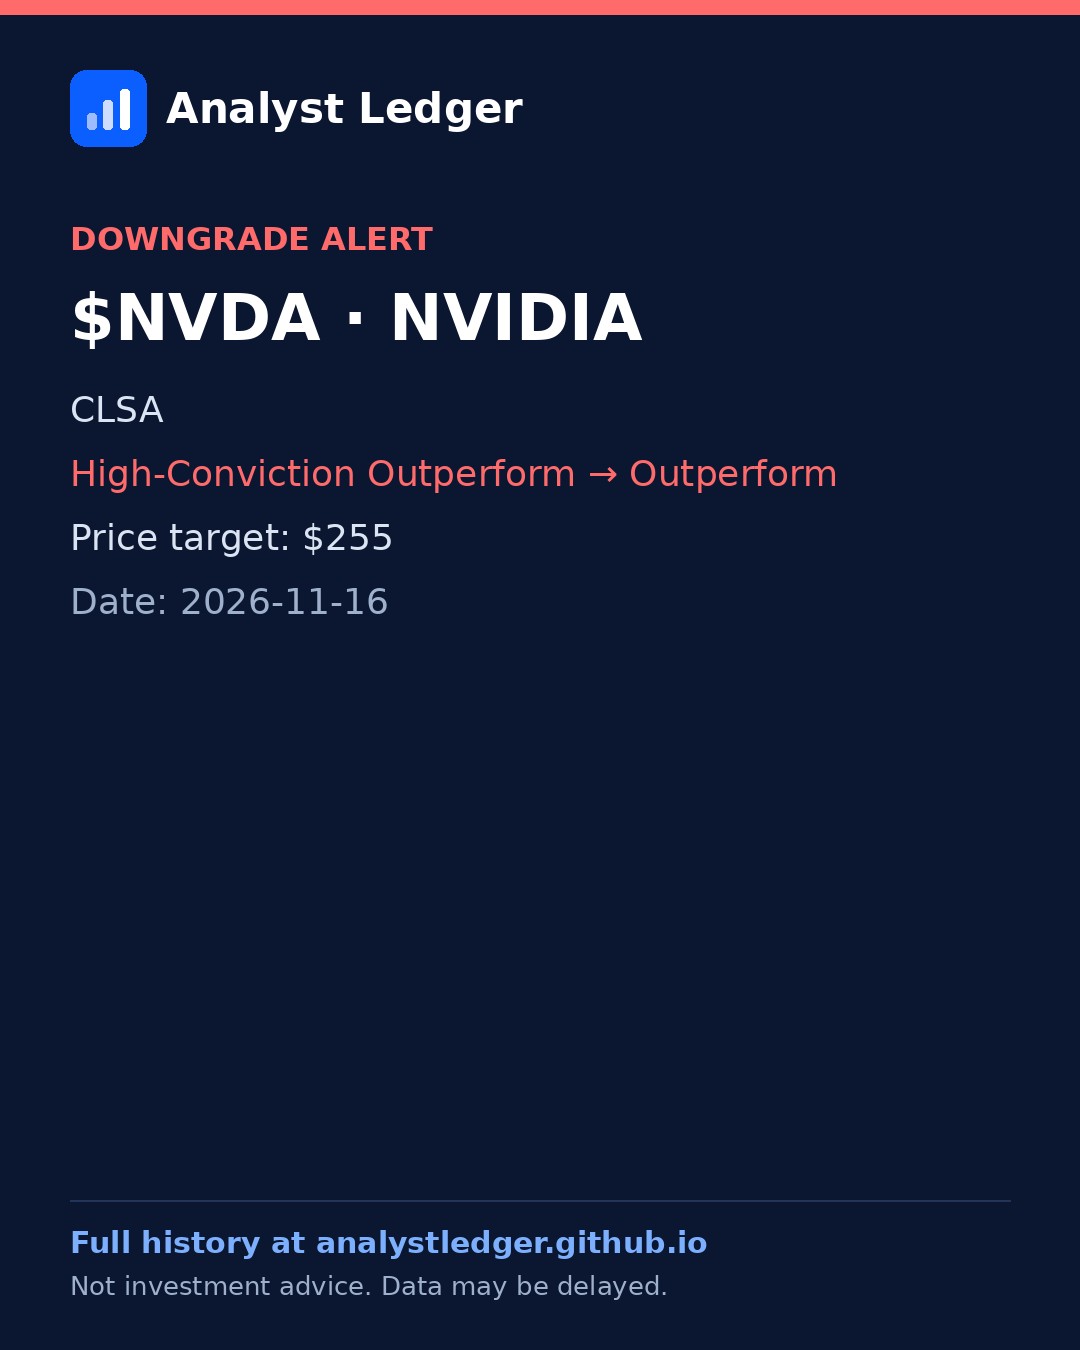 Analyst Ledger
DOWNGRADE ALERT
$NVDA · NVIDIA
CLSA
High-Conviction Outperform → Outperform
Price target: $255
Date: 2026-11-16
Full history at analystledger.github.io
Not investment advice. Data may be delayed.